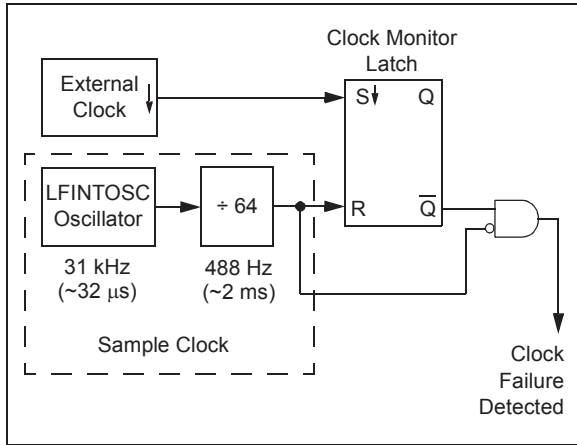 Clock Monitor
Latch
External
Clock
S
Q
LFINTOSC
Oscillator
÷ 64
R
Q̅
31 kHz
(~32 μs)
488 Hz
(~2 ms)
Sample Clock
Clock
Failure
Detected